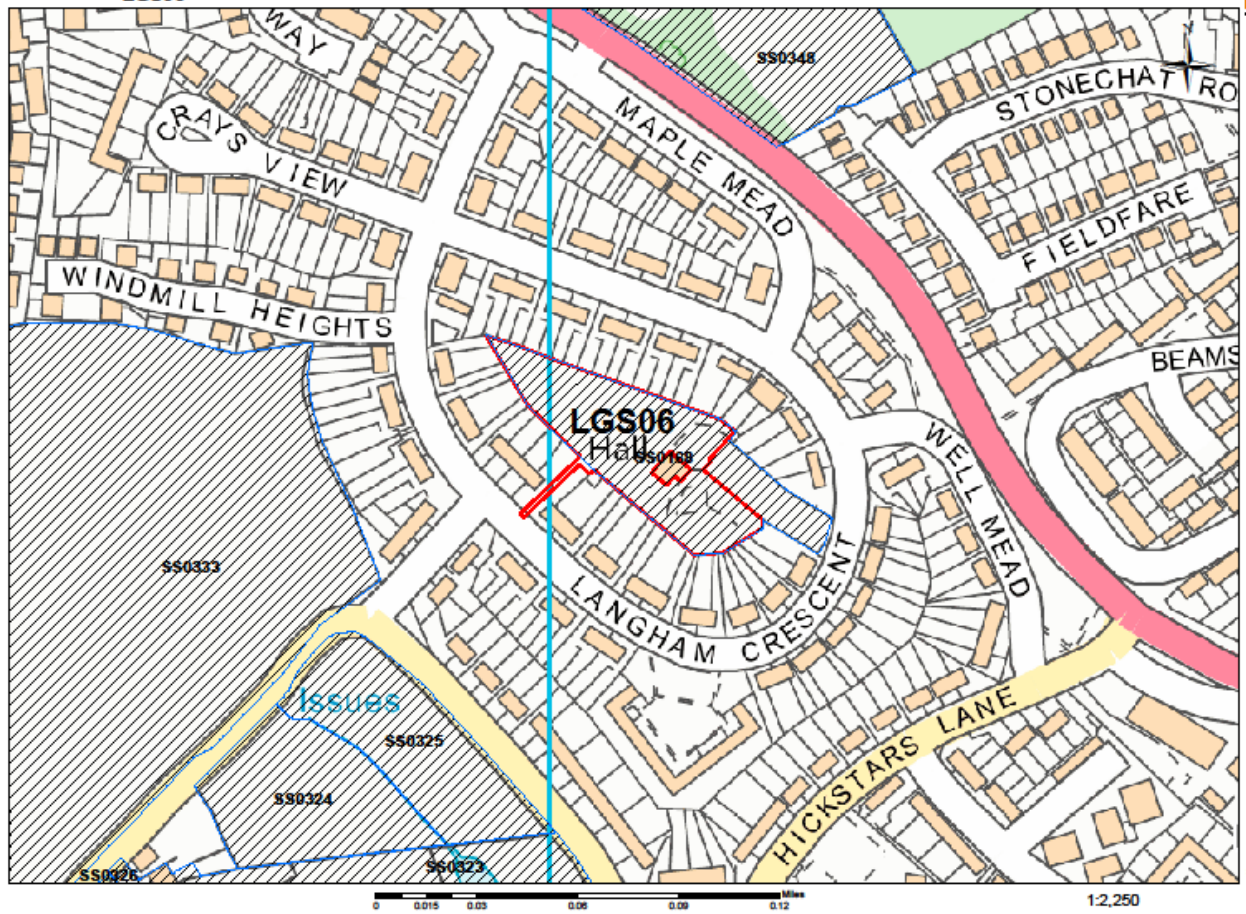 WAY
SS0348
STONECHAT RO
CRAYS VIEW
MAPLE MEAD
FIELDFARE
WINDMILL HEIGHTS
BEAMS
LGS06
Hall
SS0168
WELL MEAD
SS0333
LANGHAM CRESCENT
Issues
SS0325
HICKSTARS LANE
SS0324
SS0323
SS0326
Miles
0 0.015 0.03 0.06 0.09 0.12
1:2,250
N